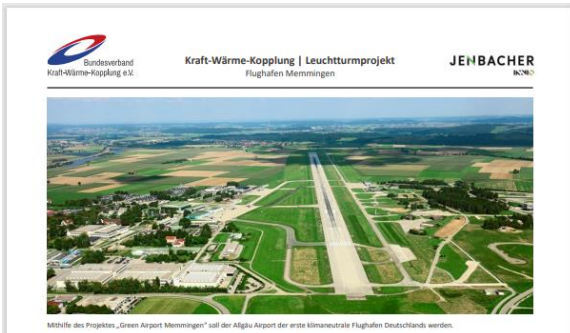 Bundesverband
Kraft-Wärme-Kopplung e.V.
Kraft-Wärme-Kopplung | Leuchtturmprojekt
Flughafen Memmingen
JENBACHER
INNIO
Mithilfe des Projektes „Green Airport Memmingen" soll der Allgäu Airport der erste klimaneutrale Flughafen Deutschlands werden.